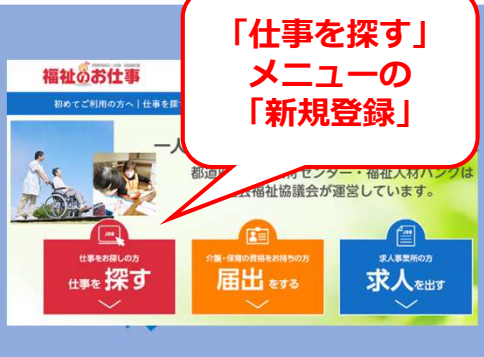 「仕事を探す」
メニューの
「新規登録」
福祉のお仕事
初めてご利用の方へ｜仕事を探
一人
都道
センター・福祉人材バンクは
福祉協議会が運営しています。
JOB
仕事をお探しの方
仕事を 探す
介護・保育の資格をお持ちの方
届出 をする
JOB
求人事業所の方
求人を出す